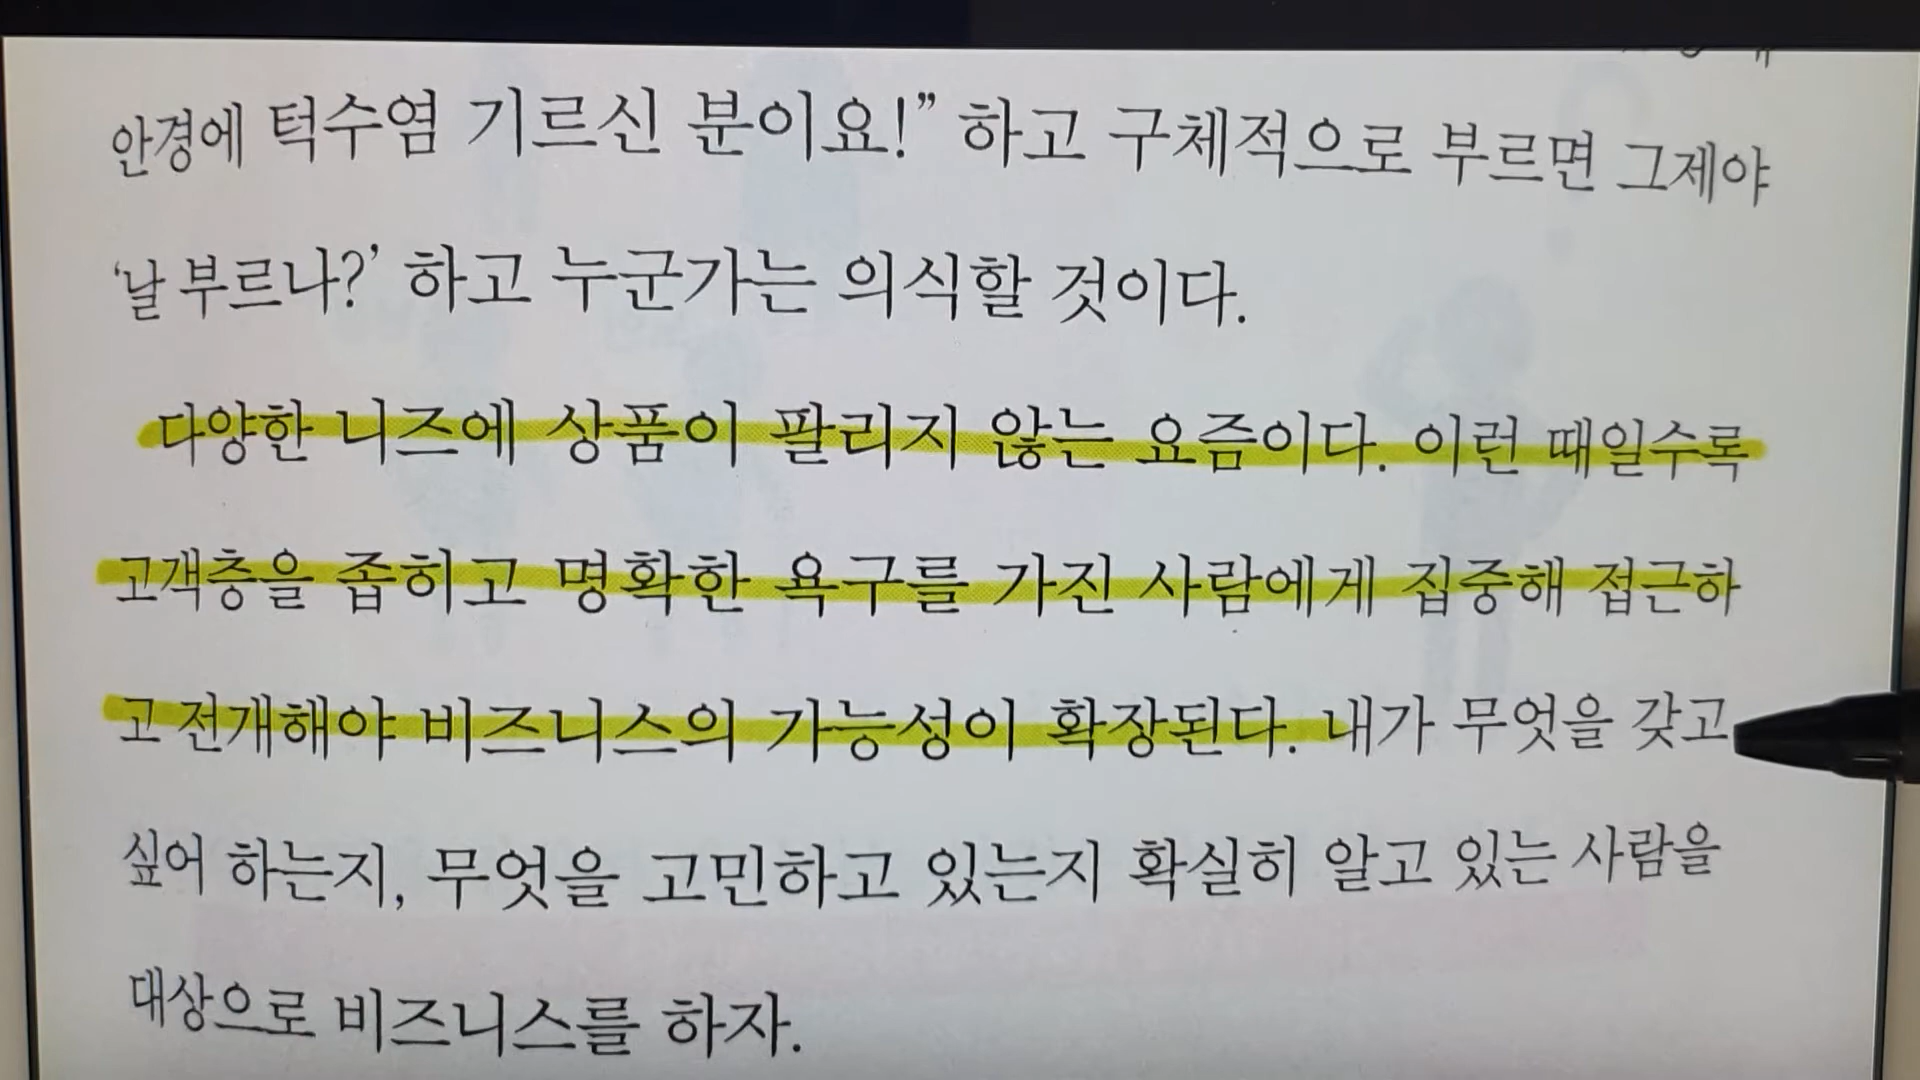 안경에 턱수염 기르신 분이요!” 하고 구체적으로 부르면 그제야
‘날 부르나?’ 하고 누군가는 의식할 것이다.
다양한 니즈에 상품이 팔리지 않는 요즘이다. 이런 때일수록
고객층을 좁히고 명확한 욕구를 가진 사람에게 집중해 접근하
고 전개해야 비즈니스의 가능성이 확장된다. 내가 무엇을 갖고
싶어 하는지, 무엇을 고민하고 있는지 확실히 알고 있는 사람을
대상으로 비즈니스를 하자.